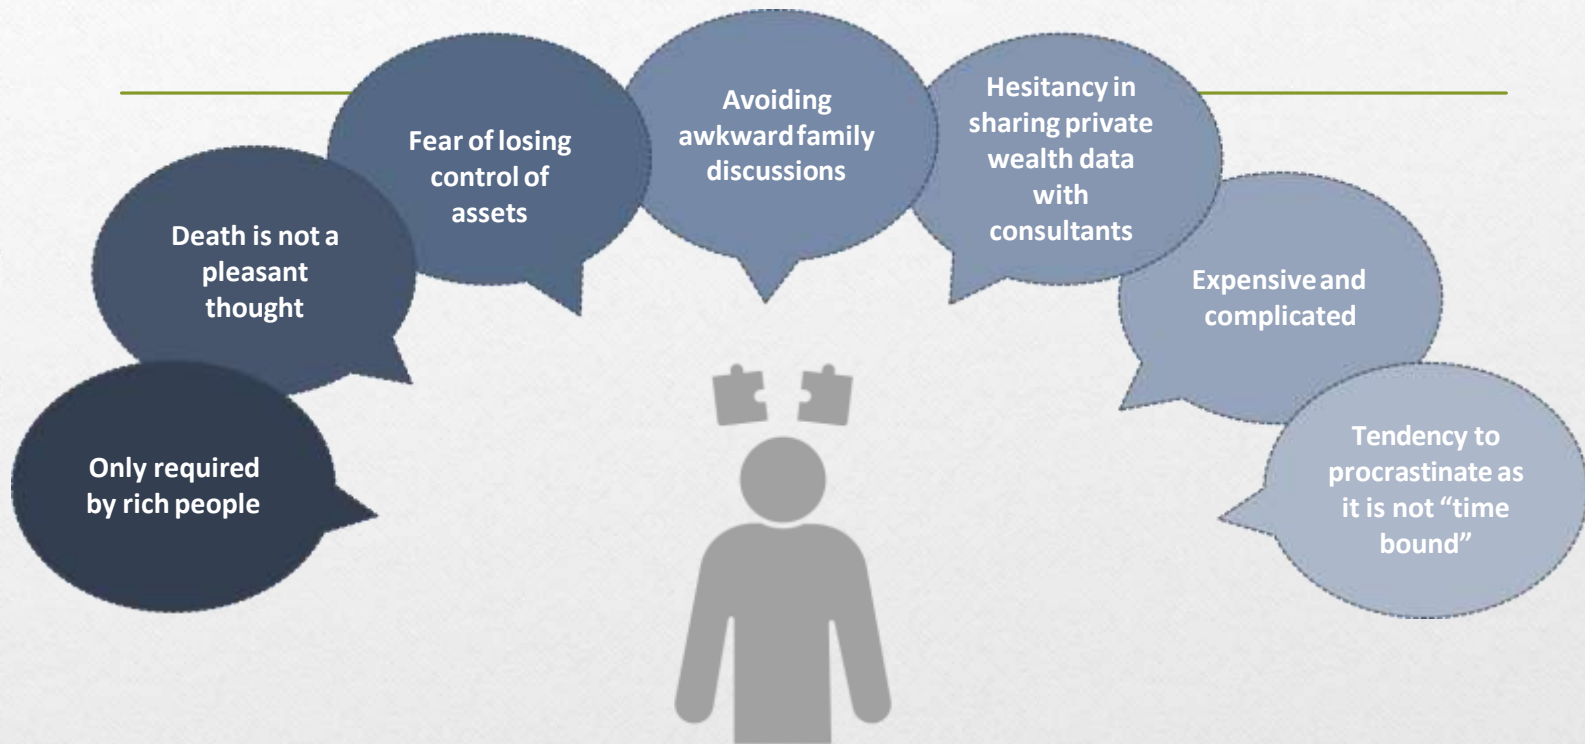 Only required
by rich people
Death is not a
pleasant
thought
Fear of losing
control of
assets
Avoiding
awkward family
discussions
Hesitancy in
sharing private
wealth data
with
consultants
Expensive and
complicated
Tendency to
procrastinate as
it is not “time
bound”